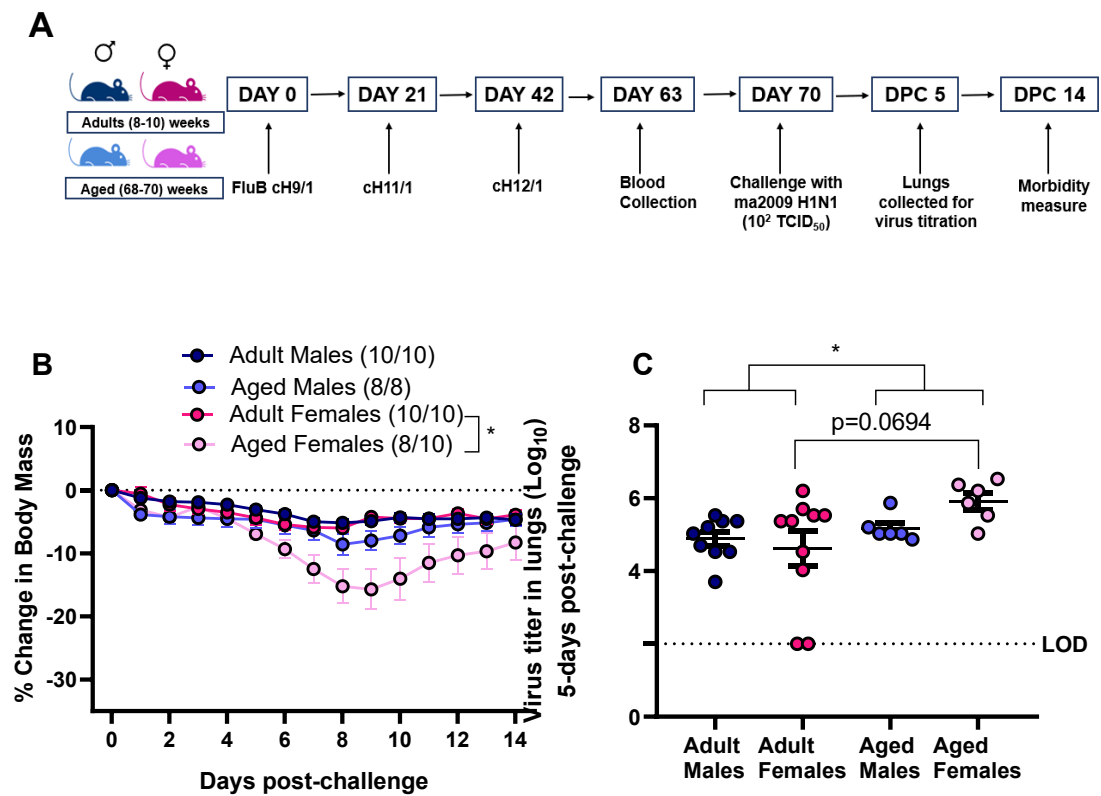 A
♂ ♀
Adults (8-10) weeks
Aged (68-70) weeks
DAY 0
DAY 21
DAY 42
DAY 63
DAY 70
DPC 5
DPC 14
FluB cH9/1
cH11/1
cH12/1
Blood
Collection
Challenge with
ma2009 H1N1
(10² TCID₅₀)
Lungs
collected for
virus titration
Morbidity
measure
B
Adult Males (10/10)
Aged Males (8/8)
Adult Females (10/10)
Aged Females (8/10)
*
% Change in Body Mass
10
0
-10
-20
-30
0 2 4 6 8 10 12 14
Days post-challenge
C
Virus titer in lungs (Log₁₀)
5-days post-challenge
*
p=0.0694
8
6
4
2
0
LOD
Adult
Males
Adult
Females
Aged
Males
Aged
Females